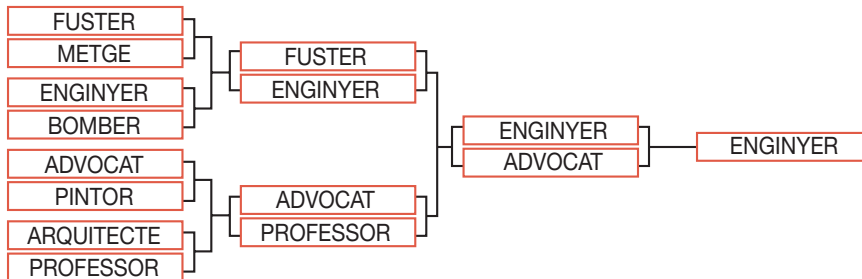 FUSTER
METGE
ENGINYER
BOMBER
ADVOCAT
PINTOR
ARQUITECTE
PROFESSOR
FUSTER
ENGINYER
ADVOCAT
PROFESSOR
ENGINYER
ADVOCAT
ENGINYER